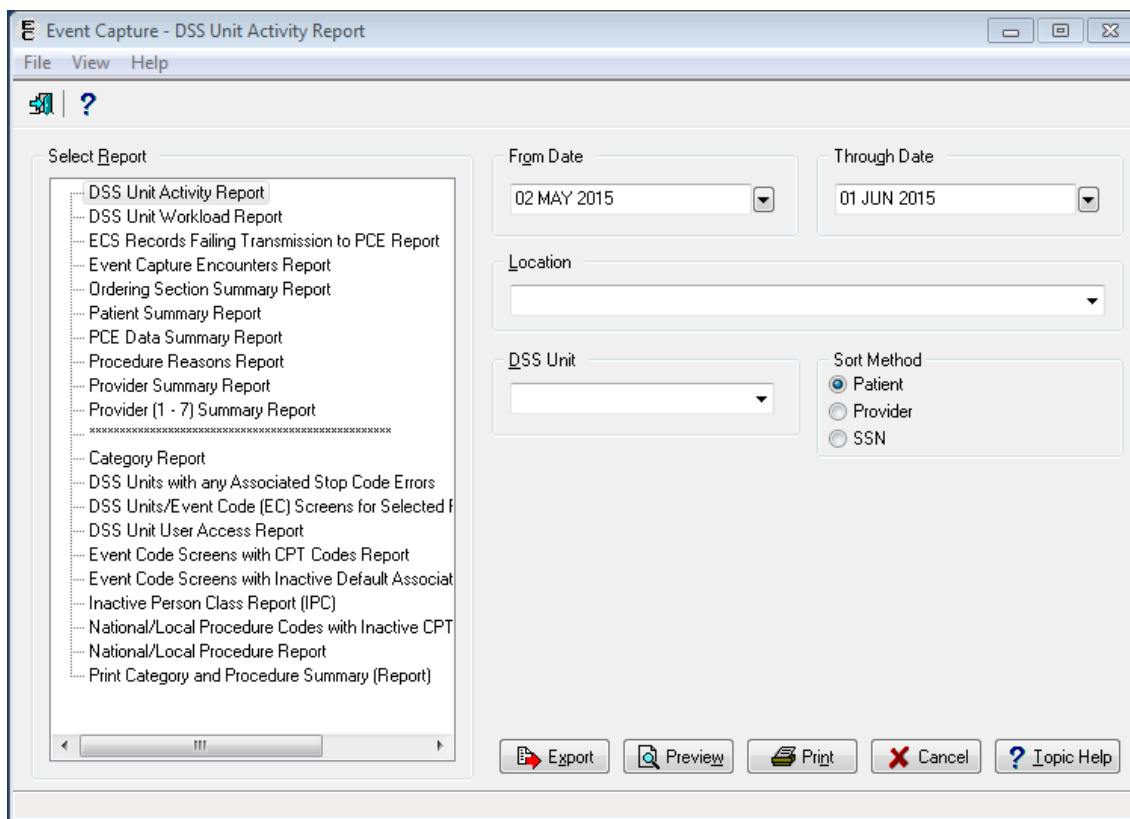 Event Capture - DSS Unit Activity Report
File View Help
?
Select Report
DSS Unit Activity Report
DSS Unit Workload Report
ECS Records Failing Transmission to PCE Report
Event Capture Encounters Report
Ordering Section Summary Report
Patient Summary Report
PCE Data Summary Report
Procedure Reasons Report
Provider Summary Report
Provider (1 - 7) Summary Report
**************************************************
Category Report
DSS Units with any Associated Stop Code Errors
DSS Units/Event Code (EC) Screens for Selected
DSS Unit User Access Report
Event Code Screens with CPT Codes Report
Event Code Screens with Inactive Default Associat
Inactive Person Class Report (IPC)
National/Local Procedure Codes with Inactive CPT
National/Local Procedure Report
Print Category and Procedure Summary (Report)
From Date
02 MAY 2015
Through Date
01 JUN 2015
Location
DSS Unit
Sort Method
Patient
Provider
SSN
Export Preview Print Cancel ? Topic Help